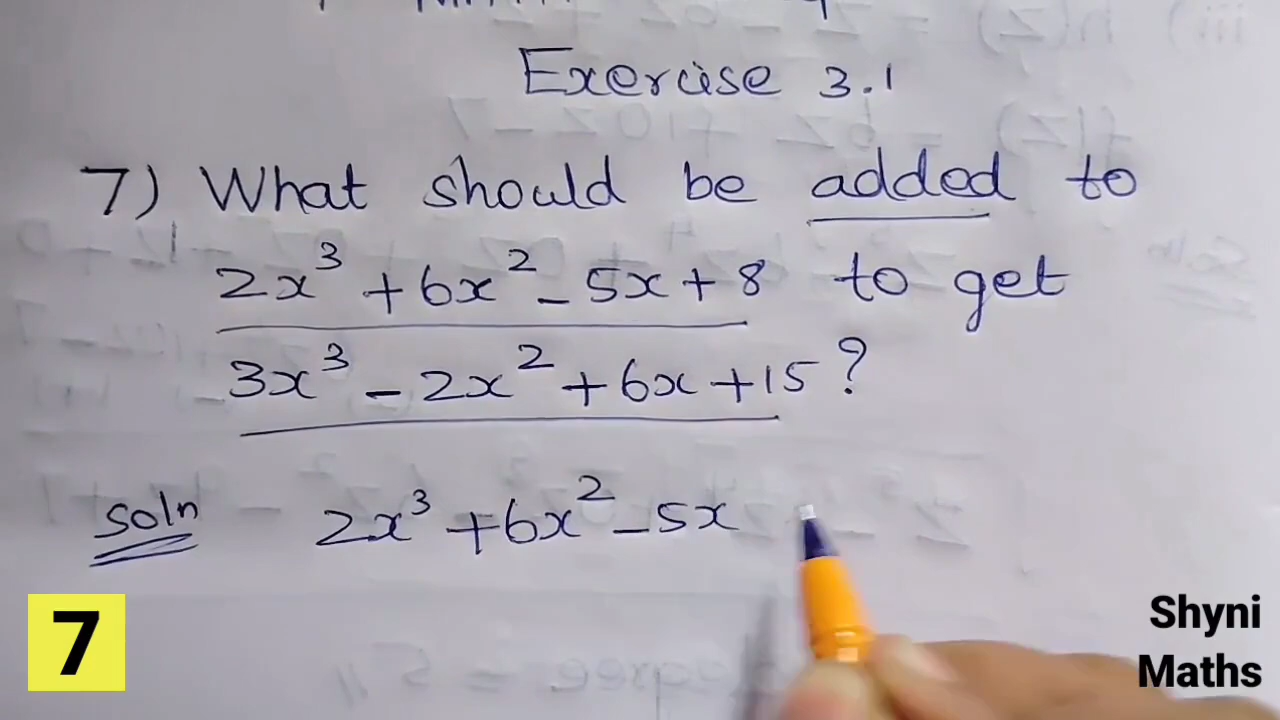 Exercise 3.1
7) What should be added to
2x³ + 6x² - 5x + 8 to get
3x³ - 2x² + 6x + 15?
Soln 2x³ + 6x² - 5x
7
Shyni
Maths